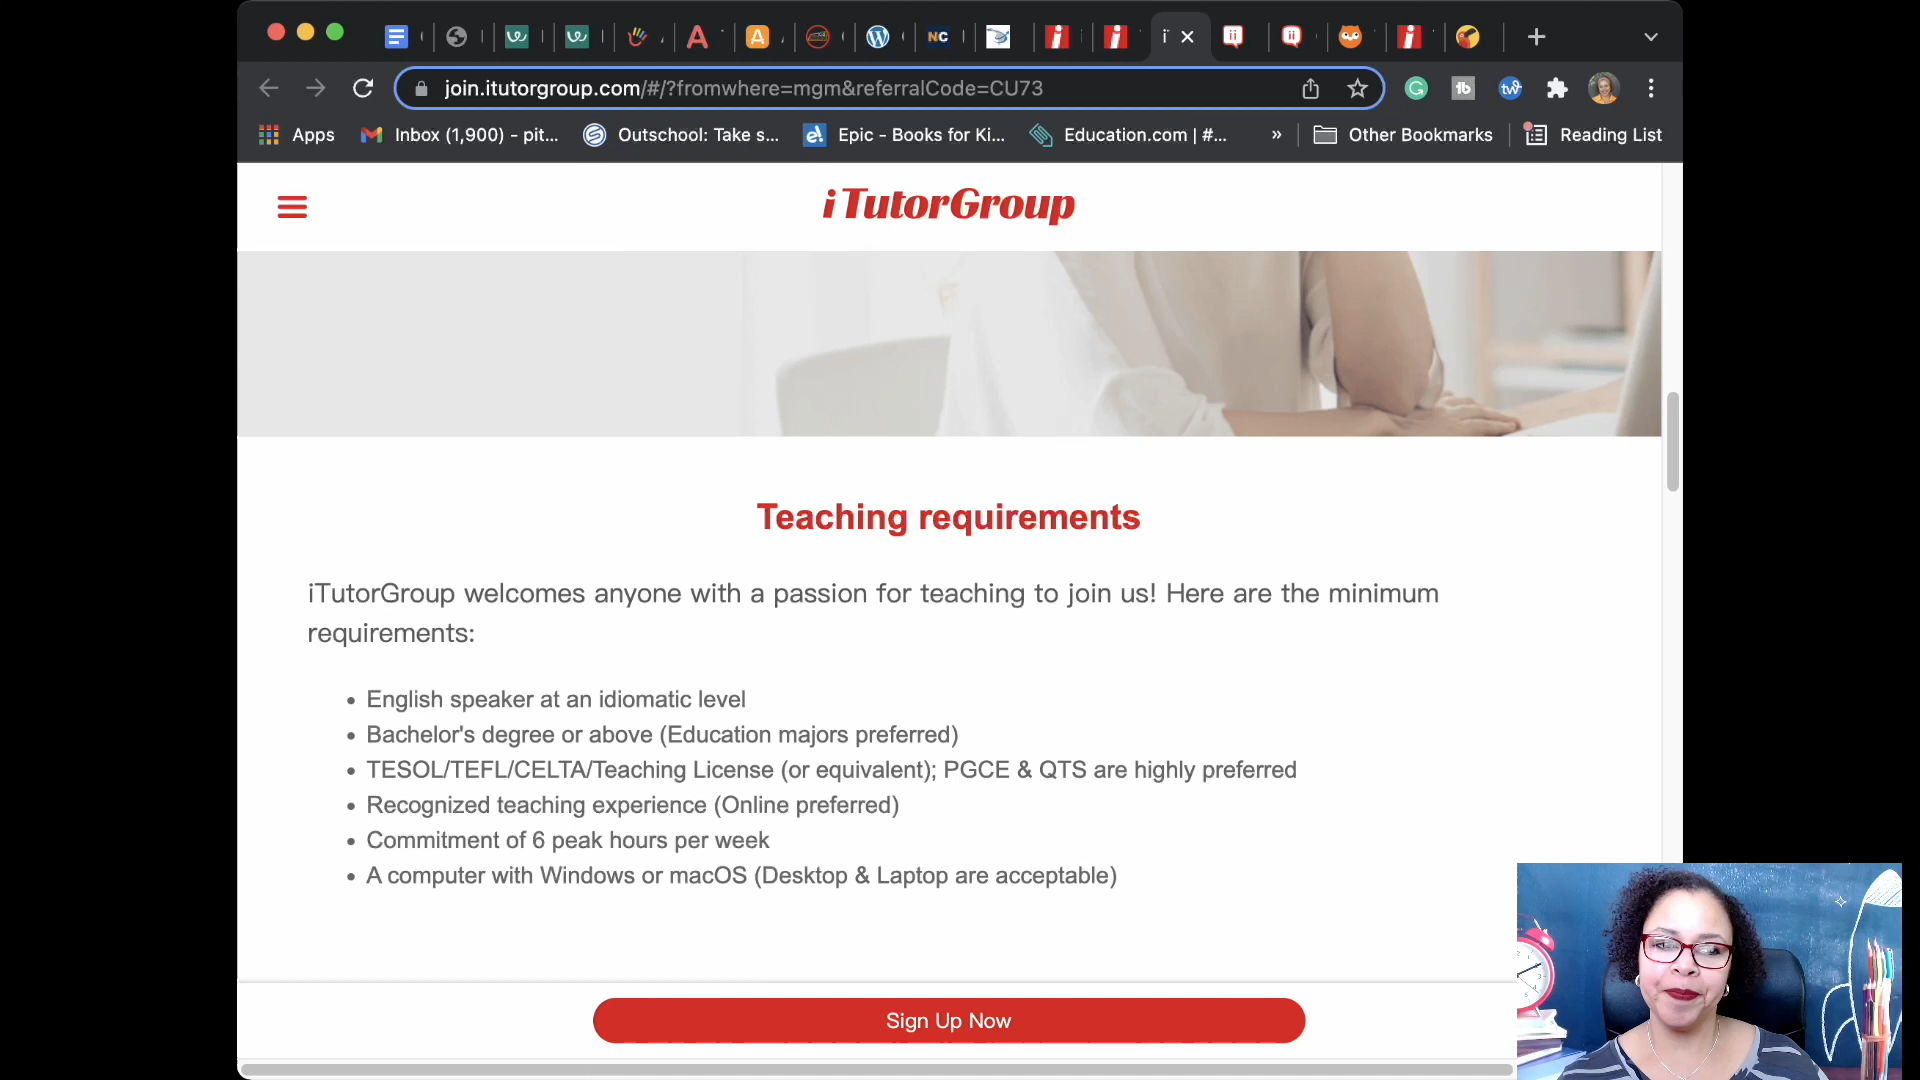 join.itutorgroup.com/#/?fromwhere=mgm&referralCode=CU73
Apps
Inbox (1,900) - pit...
Outschool: Take s...
Epic - Books for Ki...
Education.com | #...
»
Other Bookmarks
Reading List
iTutorGroup
Teaching requirements
iTutorGroup welcomes anyone with a passion for teaching to join us! Here are the minimum
requirements:
• English speaker at an idiomatic level
• Bachelor's degree or above (Education majors preferred)
• TESOL/TEFL/CELTA/Teaching License (or equivalent); PGCE & QTS are highly preferred
• Recognized teaching experience (Online preferred)
• Commitment of 6 peak hours per week
• A computer with Windows or macOS (Desktop & Laptop are acceptable)
Sign Up Now